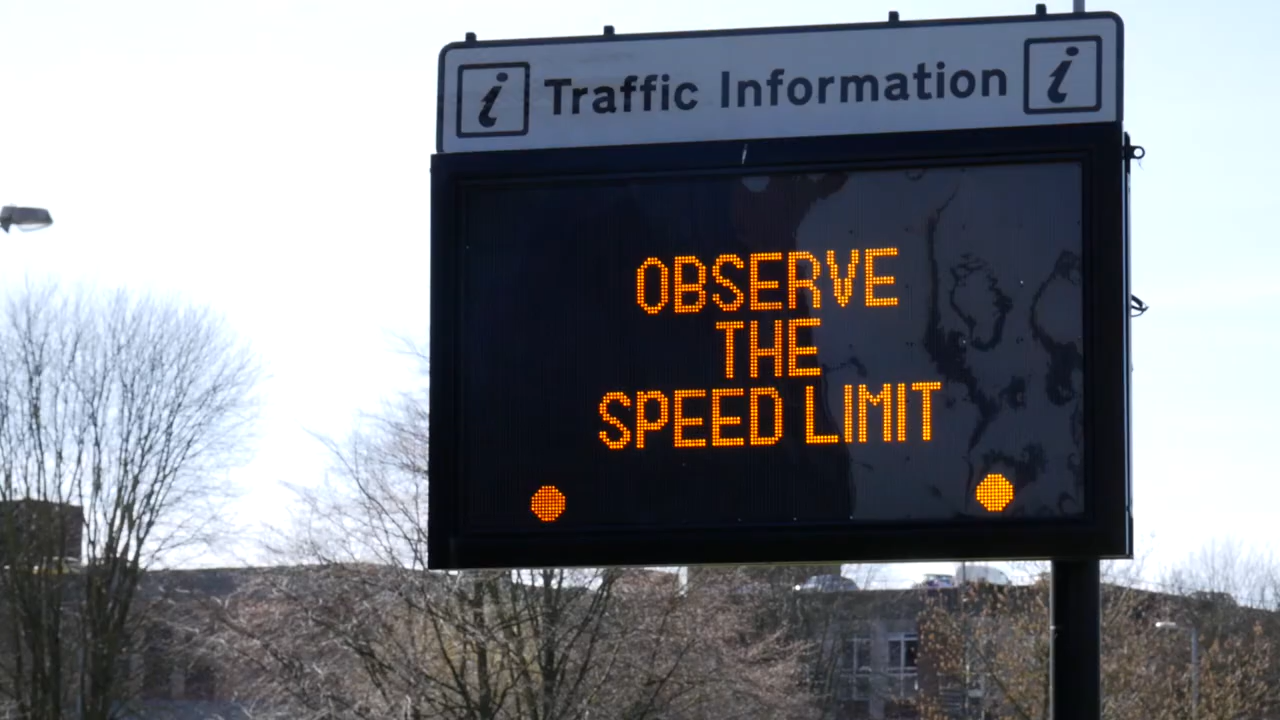 i Traffic Information i
OBSERVE
THE
SPEED LIMIT